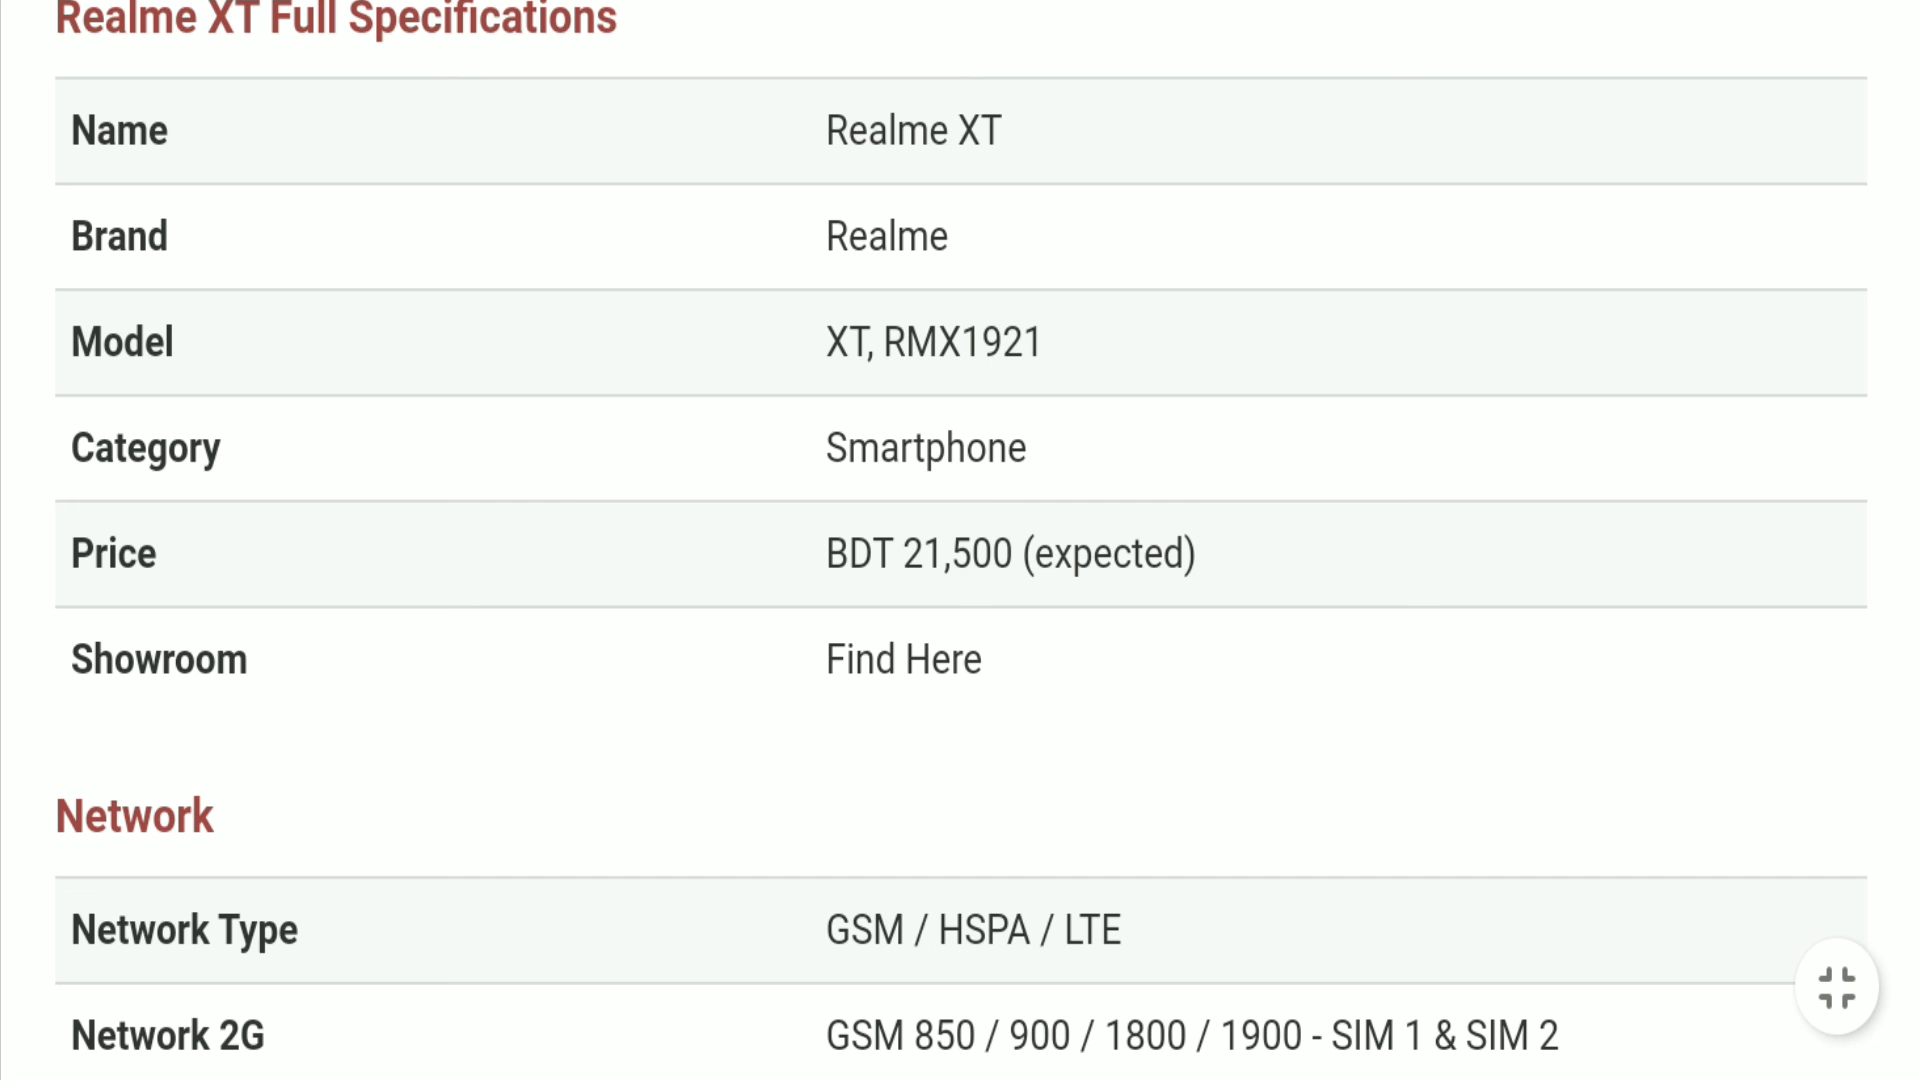 Realme XT Full Specifications
Name Realme XT
Brand Realme
Model XT, RMX1921
Category Smartphone
Price BDT 21,500 (expected)
Showroom Find Here
Network
Network Type GSM / HSPA / LTE
Network 2G GSM 850 / 900 / 1800 / 1900 - SIM 1 & SIM 2